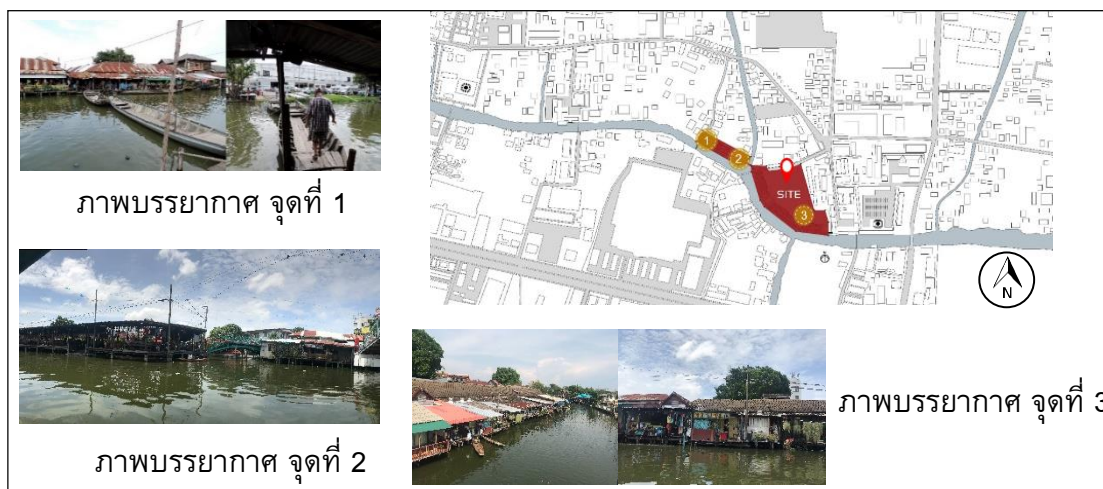 ภาพบรรยากาศ จุดที่ 1
1
2
SITE
3
N
ภาพบรรยากาศ จุดที่ 2
ภาพบรรยากาศ จุดที่ 3